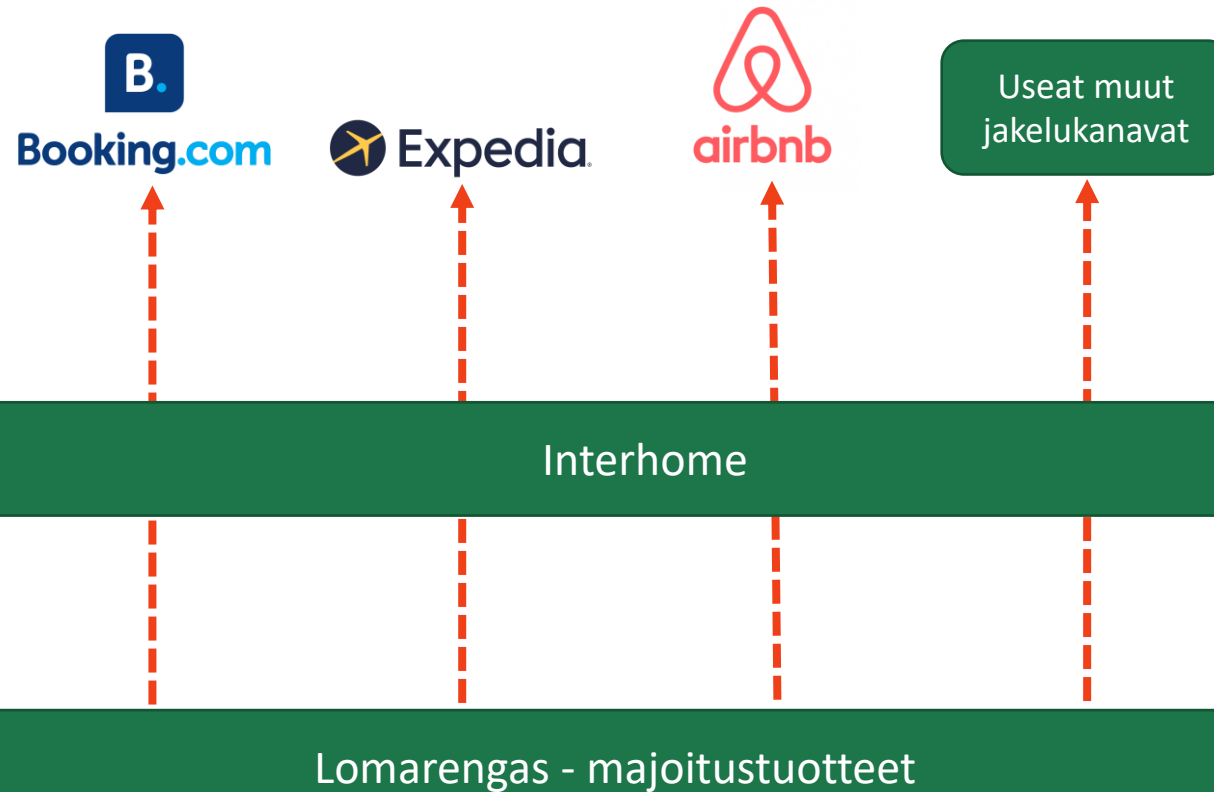 B.
Booking.com
Expedia
airbnb
Useat muut
jakelukanavat
Interhome
Lomarengas - majoitustuotteet